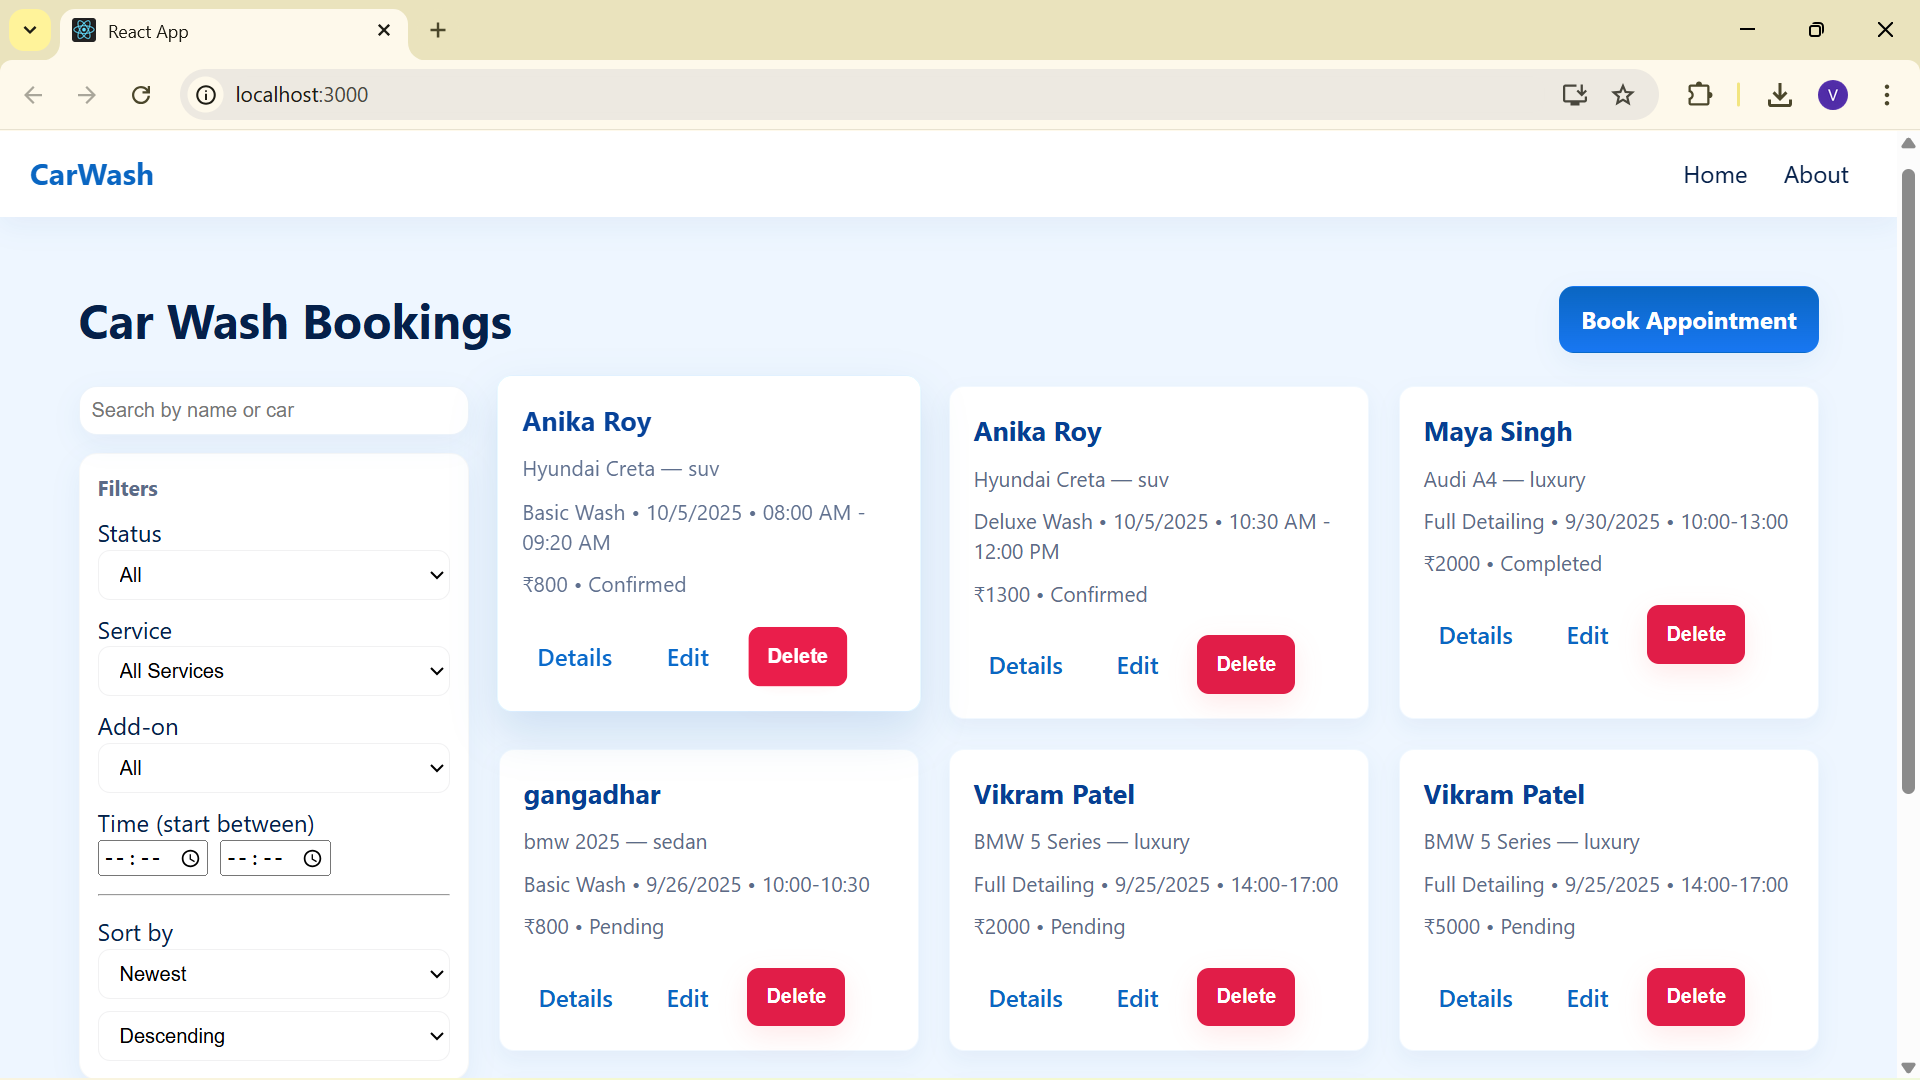 React App
localhost:3000
V
CarWash
Home
About
Car Wash Bookings
Book Appointment
Search by name or car
Filters
Status
All
Service
All Services
Add-on
All
Time (start between)
--:-- --:--
Sort by
Newest
Descending
Anika Roy
Hyundai Creta — suv
Basic Wash • 10/5/2025 • 08:00 AM -
09:20 AM
₹800 • Confirmed
Details Edit Delete
Anika Roy
Hyundai Creta — suv
Deluxe Wash • 10/5/2025 • 10:30 AM -
12:00 PM
₹1300 • Confirmed
Details Edit Delete
Maya Singh
Audi A4 — luxury
Full Detailing • 9/30/2025 • 10:00-13:00
₹2000 • Completed
Details Edit Delete
gangadhar
bmw 2025 — sedan
Basic Wash • 9/26/2025 • 10:00-10:30
₹800 • Pending
Details Edit Delete
Vikram Patel
BMW 5 Series — luxury
Full Detailing • 9/25/2025 • 14:00-17:00
₹2000 • Pending
Details Edit Delete
Vikram Patel
BMW 5 Series — luxury
Full Detailing • 9/25/2025 • 14:00-17:00
₹5000 • Pending
Details Edit Delete